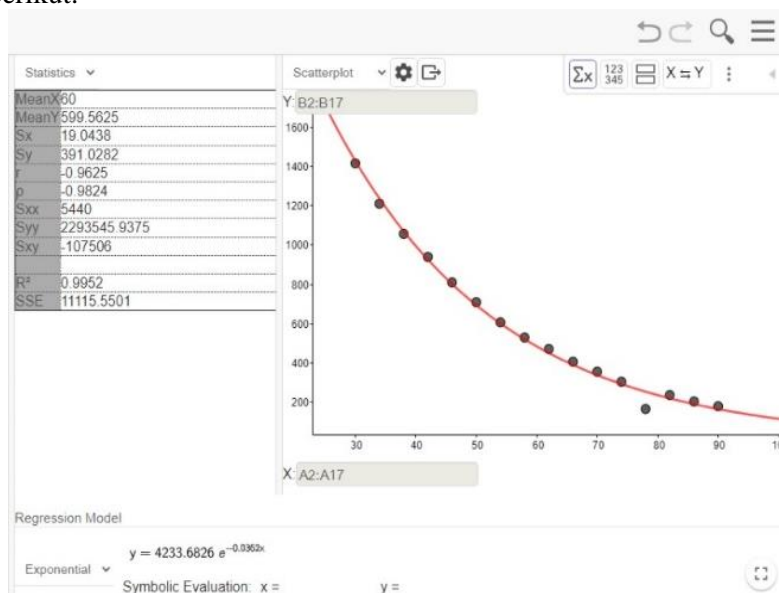 Statistics
Scatterplot
Σx 123 345 X ⇆ Y
MeanX 60
MeanY 599.5625
Sx 19.0438
Sy 391.0282
r -0.9625
ρ -0.9824
Sxx 5440
Syy 2293545.9375
Sxy -107506
R² 0.9952
SSE 11115.5501
Y: B2:B17
1600
1400
1200
1000
800
600
400
200
30 40 50 60 70 80 90
X: A2:A17
Regression Model
Exponential
y = 4233.6826 e^-0.0362x
Symbolic Evaluation: x = y =